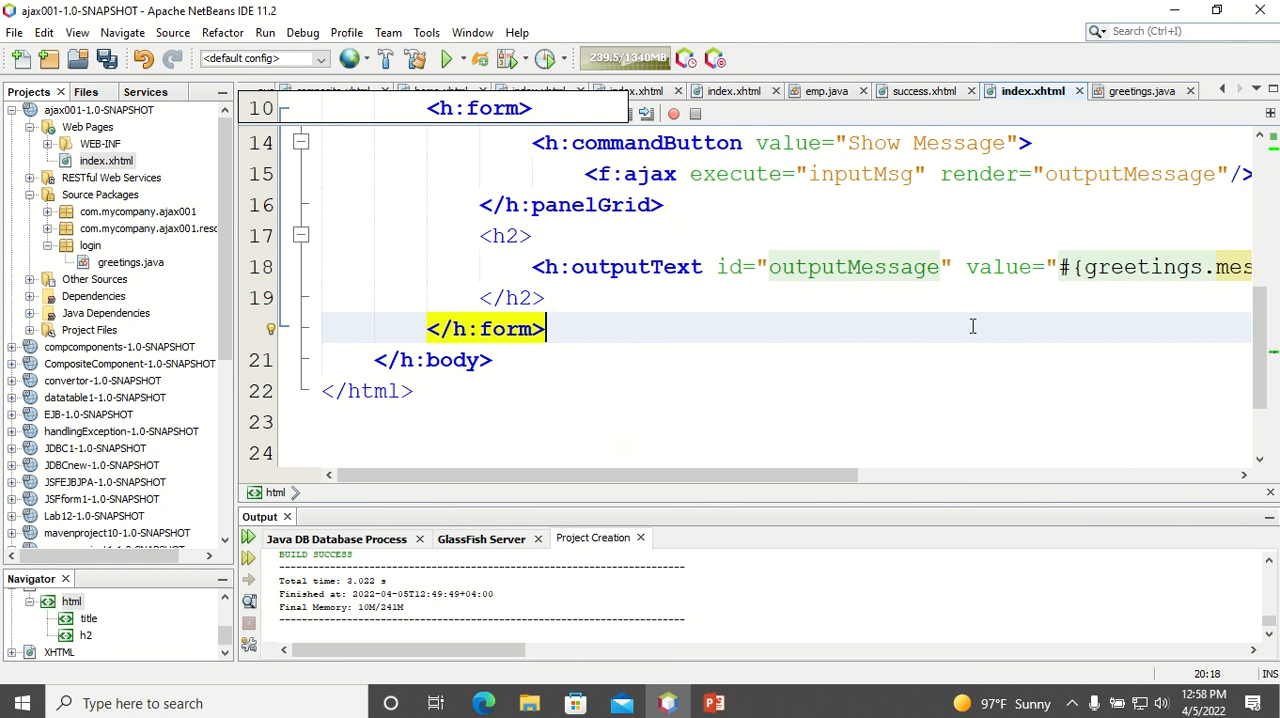 ajax001-1.0-SNAPSHOT - Apache NetBeans IDE 11.2
File Edit View Navigate Source Refactor Run Debug Profile Team Tools Window Help
Search (Ctrl+I)
<default config>
239.5/1340MB
Projects Files Services
index.xhtml emp.java success.xhtml index.xhtml greetings.java
ajax001-1.0-SNAPSHOT
Web Pages
WEB-INF
index.xhtml
RESTful Web Services
Source Packages
com.mycompany.ajax001
com.mycompany.ajax001.resc
login
greetings.java
Other Sources
Dependencies
Java Dependencies
Project Files
compcomponents-1.0-SNAPSHOT
CompositeComponent-1.0-SNAP
convertor-1.0-SNAPSHOT
datatable1-1.0-SNAPSHOT
EJB-1.0-SNAPSHOT
handlingException-1.0-SNAPSHOT
JDBC1-1.0-SNAPSHOT
JDBCnew-1.0-SNAPSHOT
JSFEJBJPA-1.0-SNAPSHOT
JSFform1-1.0-SNAPSHOT
Lab12-1.0-SNAPSHOT
mavenproject10-1.0-SNAPSHOT
10 <h:form>
14 <h:commandButton value="Show Message">
15 <f:ajax execute="inputMsg" render="outputMessage"/>
16 </h:panelGrid>
17 <h2>
18 <h:outputText id="outputMessage" value="#{greetings.mes
19 </h2>
</h:form>
21 </h:body>
22 </html>
23
24
html
Output
Java DB Database Process GlassFish Server Project Creation
BUILD SUCCESS
------------------------------------------------------------------------
Total time: 3.022 s
Finished at: 2022-04-05T12:49:49+04:00
Final Memory: 10M/241M
------------------------------------------------------------------------
Navigator
html
title
h2
XHTML
20:18 INS
Type here to search
97°F Sunny
12:58 PM
4/5/2022